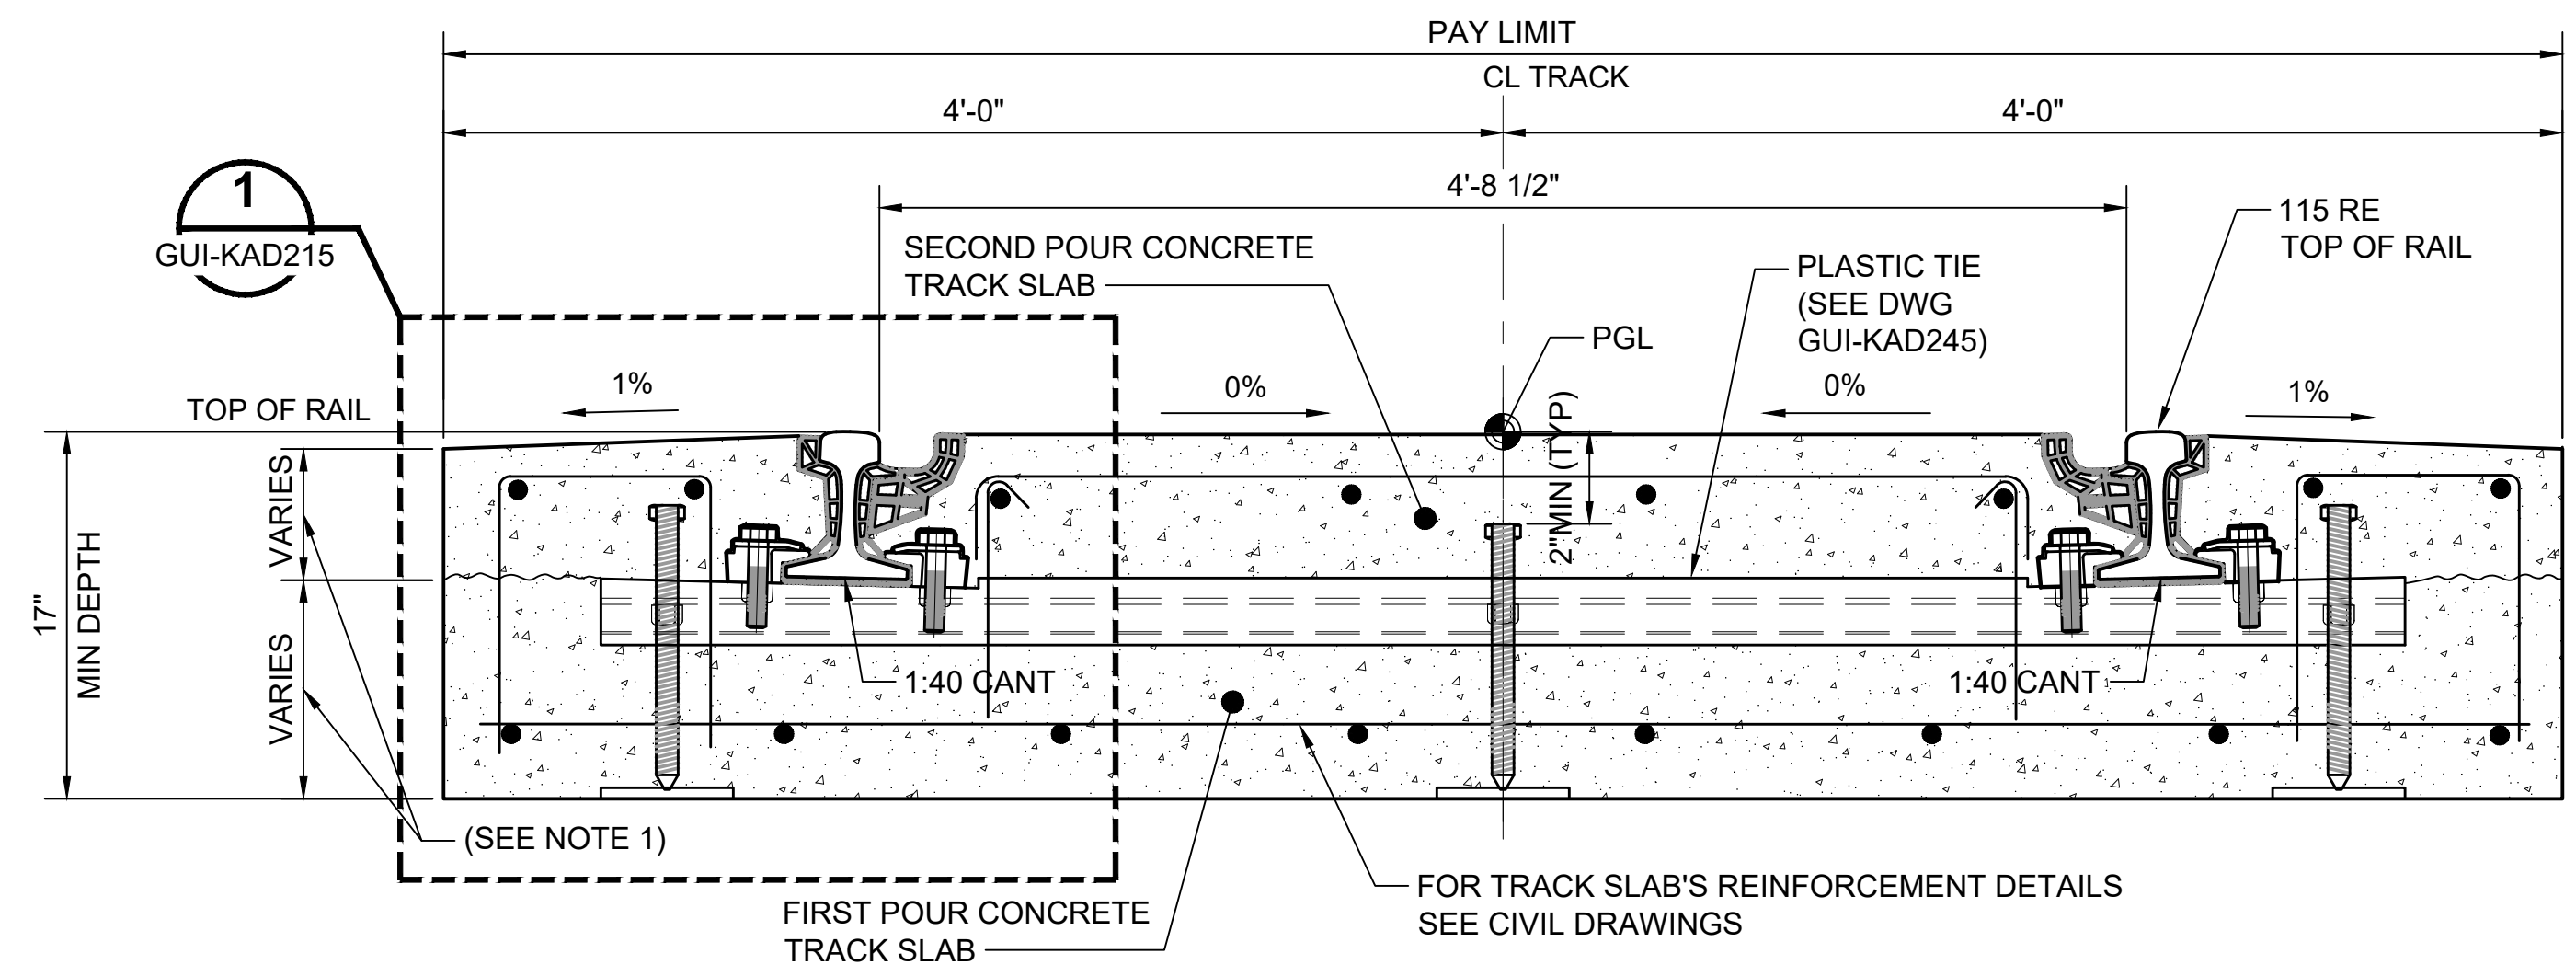 PAY LIMIT
CL TRACK
4'-0"
4'-0"
4'-8 1/2"
1
GUI-KAD215
115 RE
TOP OF RAIL
SECOND POUR CONCRETE
TRACK SLAB
PLASTIC TIE
(SEE DWG
GUI-KAD245)
PGL
1%
0%
0%
1%
TOP OF RAIL
2"MIN (TYP)
VARIES
17"
MIN DEPTH
VARIES
1:40 CANT
1:40 CANT
(SEE NOTE 1)
FOR TRACK SLAB'S REINFORCEMENT DETAILS
SEE CIVIL DRAWINGS
FIRST POUR CONCRETE
TRACK SLAB